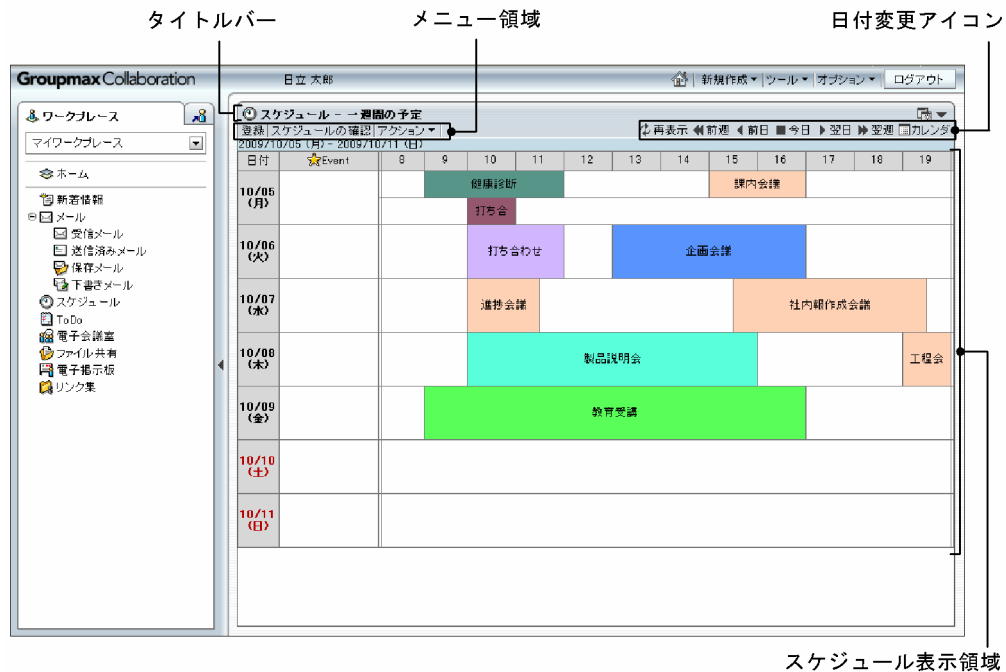 タイトルバー
メニュー領域
日付変更アイコン
Groupmax Collaboration
日立 太郎
新規作成 | ツール | オプション
ログアウト
ワークプレース
マイワークプレース
ホーム
新着情報
メール
受信メール
送信済みメール
保存メール
下書きメール
スケジュール
ToDo
電子会議室
ファイル共有
電子掲示板
リンク集
スケジュール - 一週間の予定
登録 | スケジュールの確認 | アクション
再表示 前週 前日 今日 翌日 翌週 カレンダ
2009/10/05 (月) - 2009/10/11 (日)
日付 Event 8 9 10 11 12 13 14 15 16 17 18 19
10/05
(月)
健康診断 課内会議
打ち合
10/06
(火)
打ち合わせ 企画会議
10/07
(水)
進捗会議 社内報作成会議
10/08
(木)
製品説明会 工程会
10/09
(金)
教育受講
10/10
(土)
10/11
(日)
スケジュール表示領域